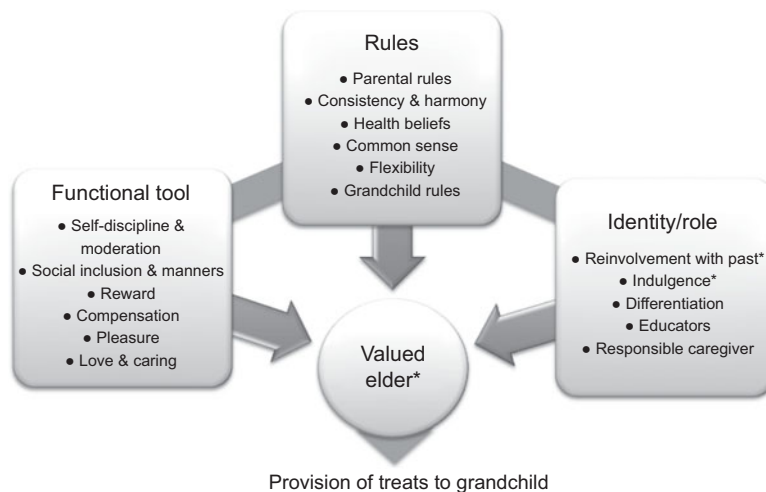 Rules
● Parental rules
● Consistency & harmony
● Health beliefs
● Common sense
● Flexibility
● Grandchild rules
Functional tool
● Self-discipline &
moderation
● Social inclusion & manners
● Reward
● Compensation
● Pleasure
● Love & caring
Identity/role
● Reinvolvement with past*
● Indulgence*
● Differentiation
● Educators
● Responsible caregiver
Valued
elder*
Provision of treats to grandchild